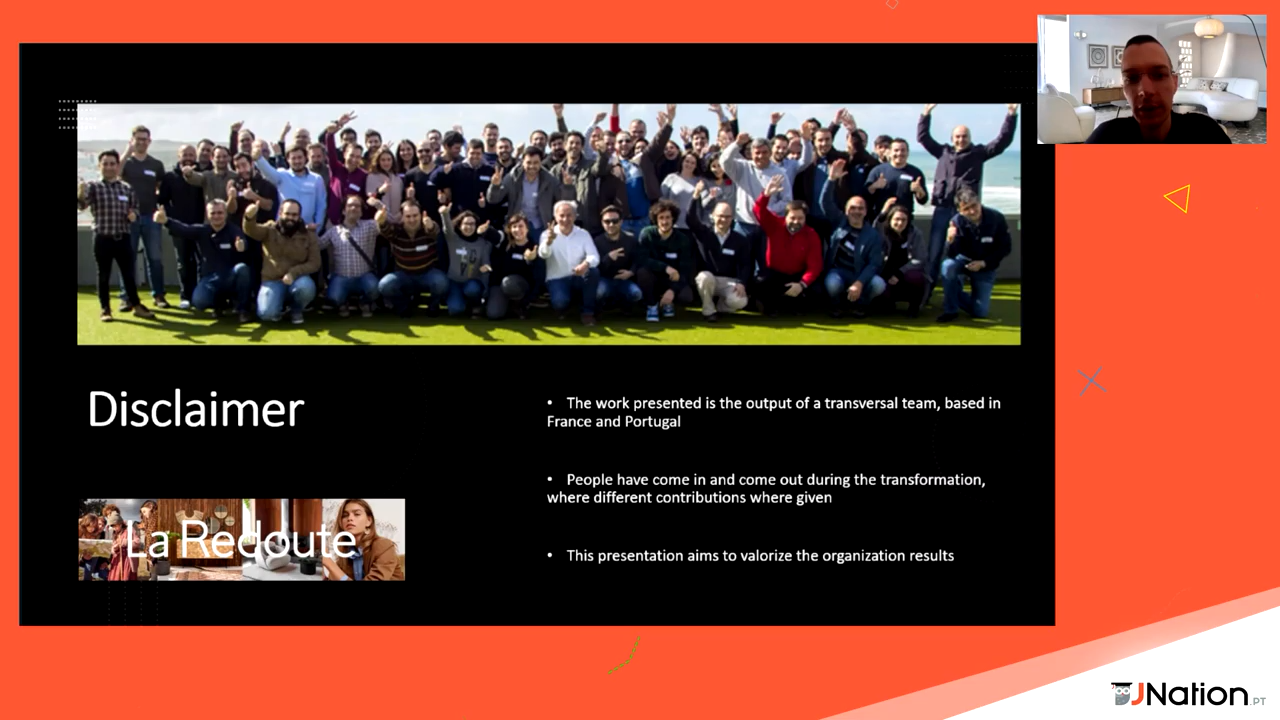 Disclaimer
La Redoute
• The work presented is the output of a transversal team, based in
France and Portugal
• People have come in and come out during the transformation,
where different contributions where given
• This presentation aims to valorize the organization results
JNation.PT